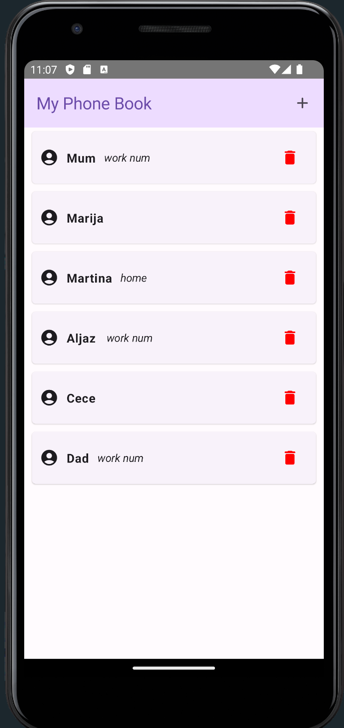 11:07
My Phone Book +
Mum work num
Marija
Martina home
Aljaz work num
Cece
Dad work num